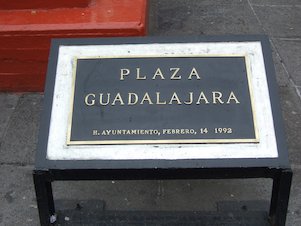 PLAZA
GUADALAJARA
H. AYUNTAMIENTO, FEBRERO, 14 1992